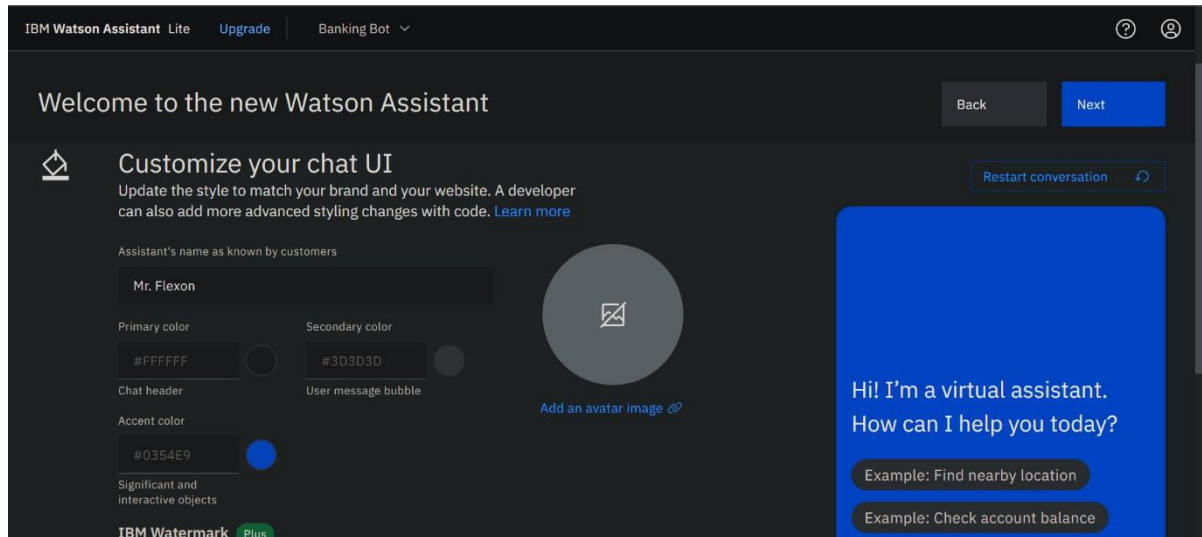 IBM Watson Assistant Lite Upgrade Banking Bot
Welcome to the new Watson Assistant
Back
Next
Customize your chat UI
Update the style to match your brand and your website. A developer
can also add more advanced styling changes with code. Learn more
Restart conversation
Assistant's name as known by customers
Mr. Flexon
Primary color
Secondary color
#FFFFFF
#3D3D3D
Chat header
User message bubble
Add an avatar image
Accent color
#0354E9
Significant and
interactive objects
IBM Watermark Plus
Hi! I'm a virtual assistant.
How can I help you today?
Example: Find nearby location
Example: Check account balance